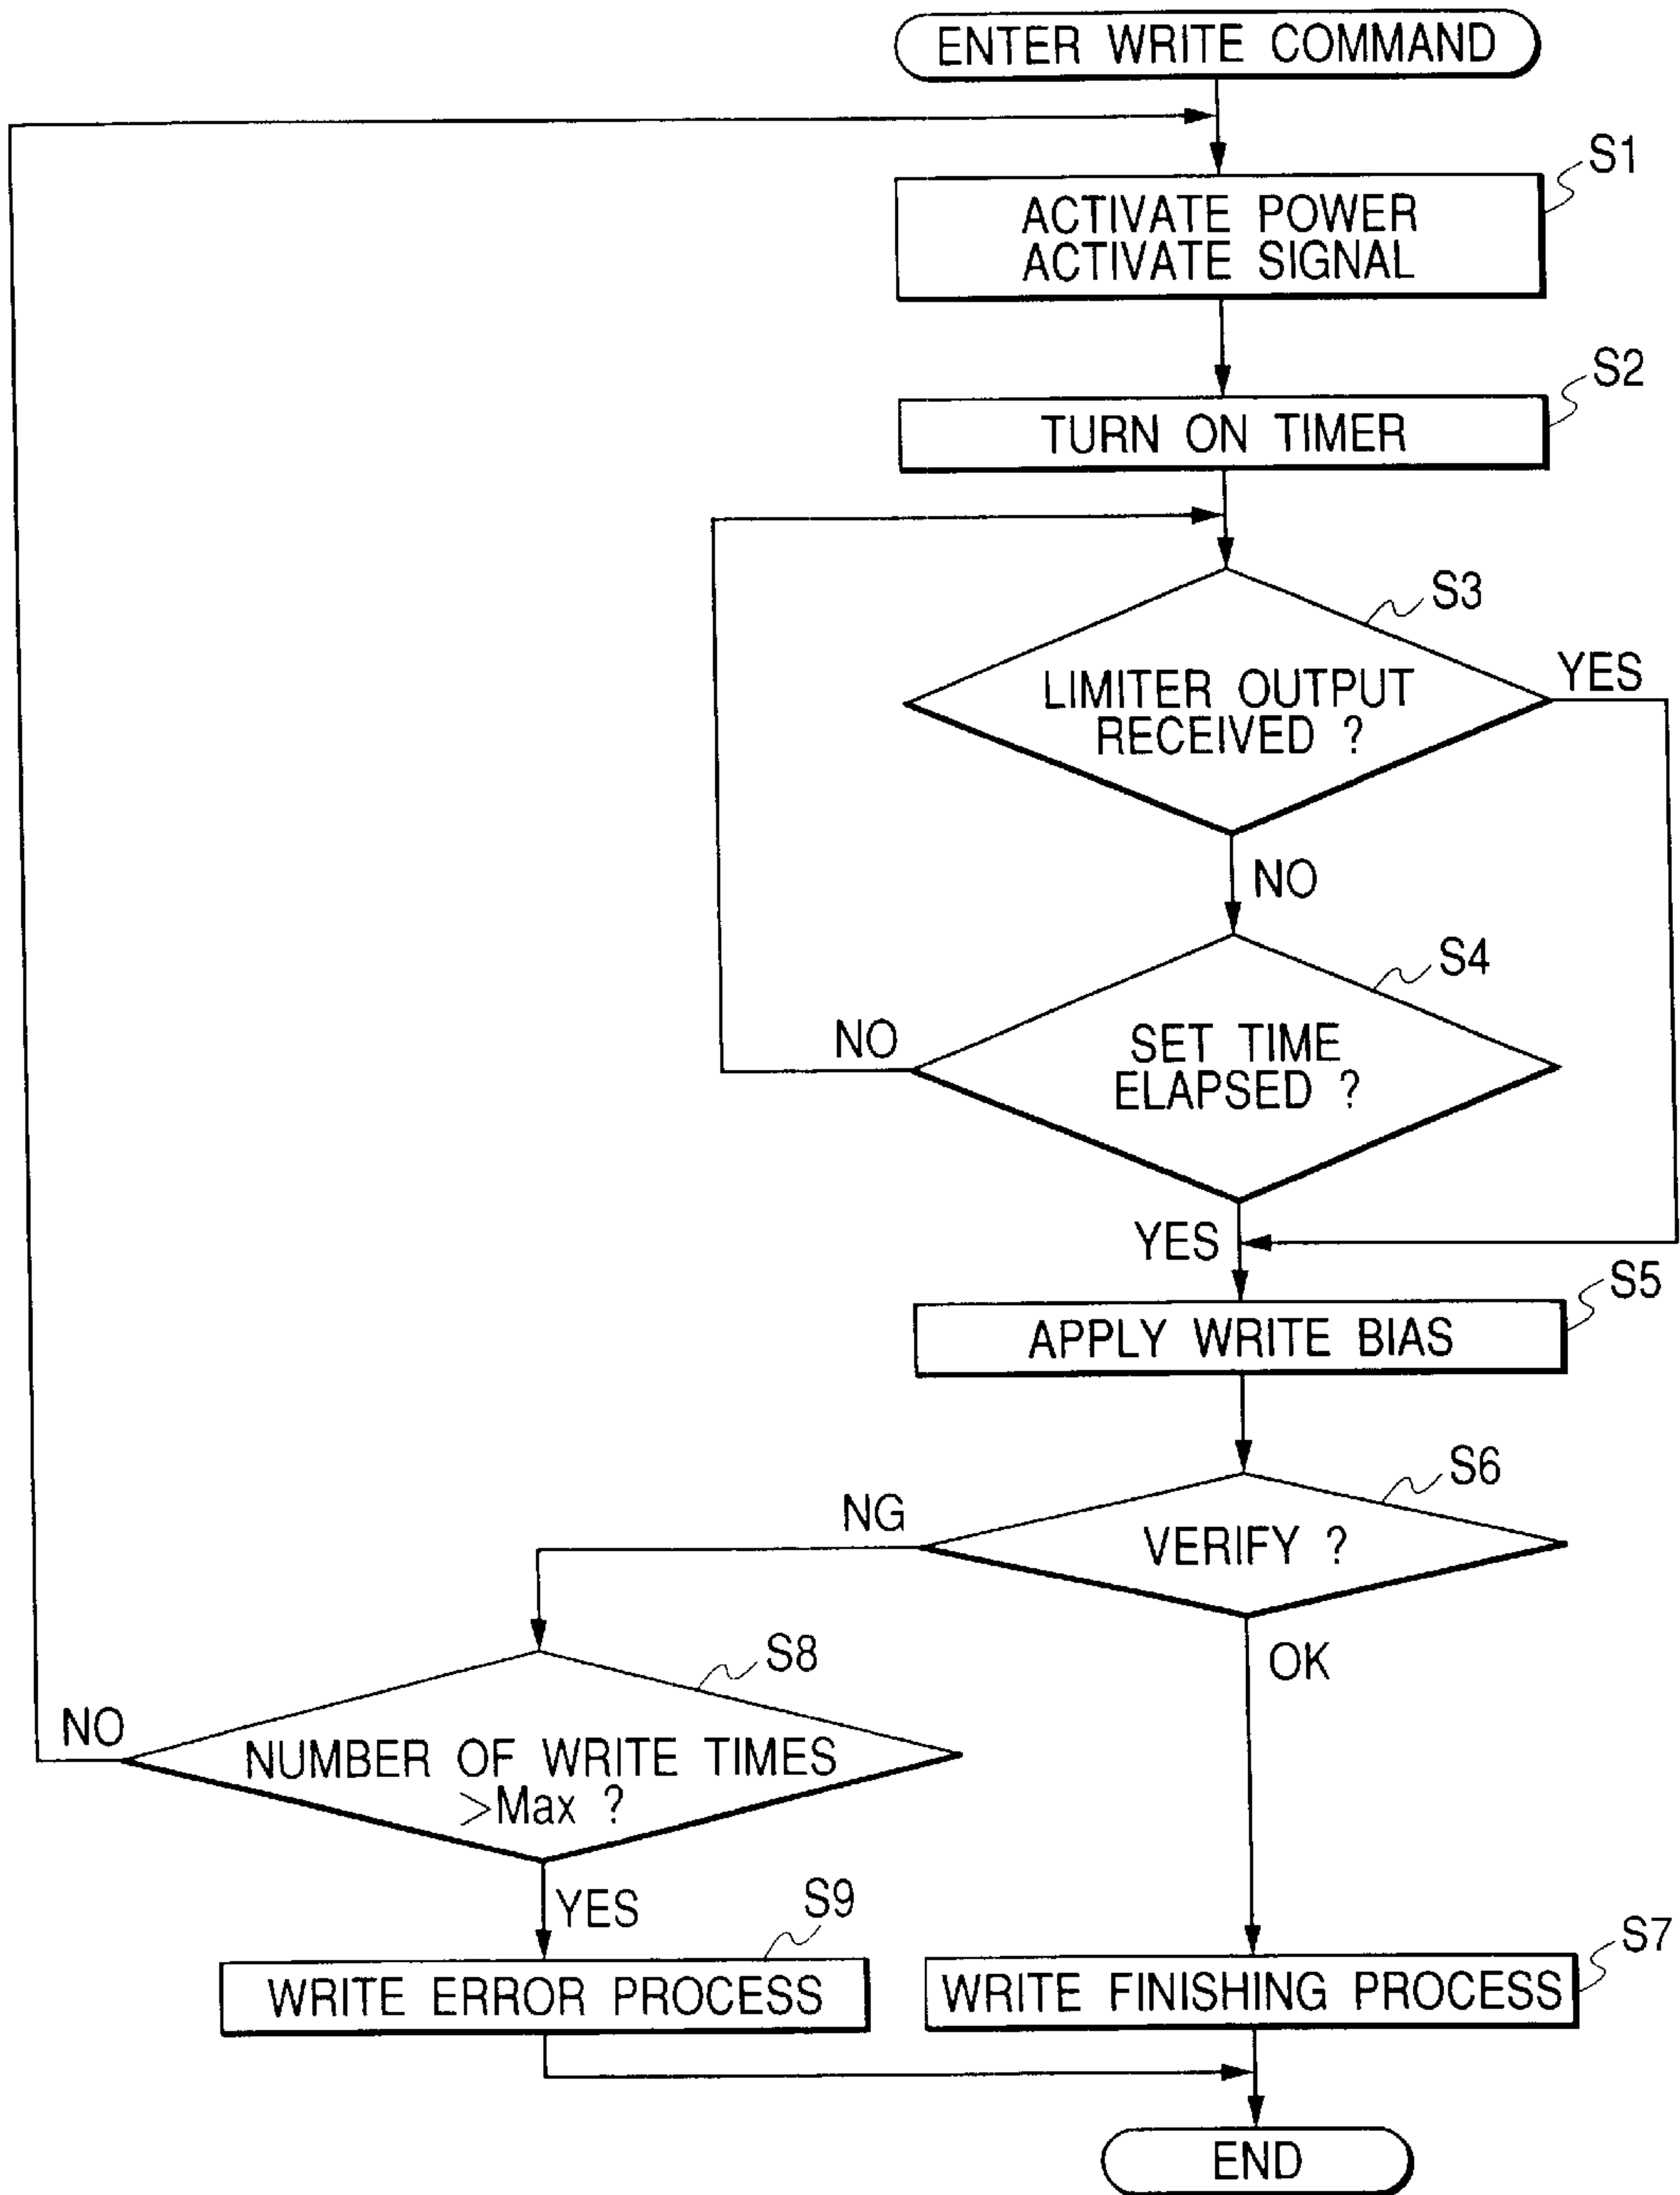 ENTER WRITE COMMAND
S1
ACTIVATE POWER
ACTIVATE SIGNAL
S2
TURN ON TIMER
S3
YES
LIMITER OUTPUT
RECEIVED ?
NO
S4
NO
SET TIME
ELAPSED ?
YES
S5
APPLY WRITE BIAS
S6
NG
VERIFY ?
OK
S8
NO
NUMBER OF WRITE TIMES
>Max ?
YES
S9
S7
WRITE ERROR PROCESS
WRITE FINISHING PROCESS
END